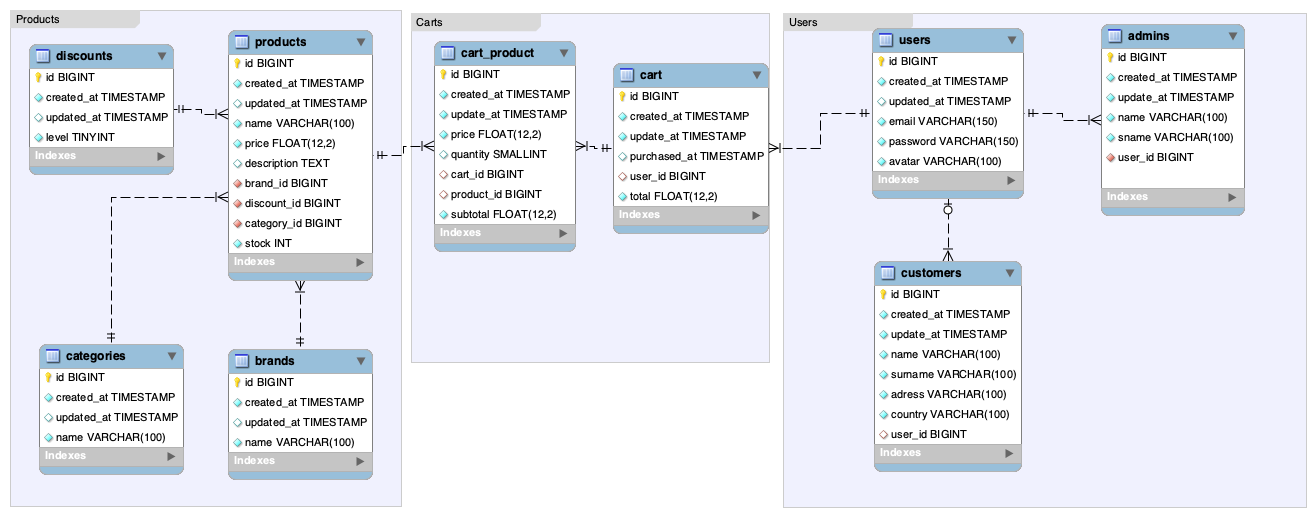 Products
discounts
id BIGINT
created_at TIMESTAMP
updated_at TIMESTAMP
level TINYINT
Indexes
products
id BIGINT
created_at TIMESTAMP
updated_at TIMESTAMP
name VARCHAR(100)
price FLOAT(12,2)
description TEXT
brand_id BIGINT
discount_id BIGINT
category_id BIGINT
stock INT
Indexes
categories
id BIGINT
created_at TIMESTAMP
updated_at TIMESTAMP
name VARCHAR(100)
Indexes
brands
id BIGINT
created_at TIMESTAMP
updated_at TIMESTAMP
name VARCHAR(100)
Indexes
Carts
cart_product
id BIGINT
created_at TIMESTAMP
update_at TIMESTAMP
price FLOAT(12,2)
quantity SMALLINT
cart_id BIGINT
product_id BIGINT
subtotal FLOAT(12,2)
Indexes
cart
id BIGINT
created_at TIMESTAMP
update_at TIMESTAMP
purchased_at TIMESTAMP
user_id BIGINT
total FLOAT(12,2)
Indexes
Users
users
id BIGINT
created_at TIMESTAMP
updated_at TIMESTAMP
email VARCHAR(150)
password VARCHAR(150)
avatar VARCHAR(100)
Indexes
admins
id BIGINT
created_at TIMESTAMP
update_at TIMESTAMP
name VARCHAR(100)
sname VARCHAR(100)
user_id BIGINT
Indexes
customers
id BIGINT
created_at TIMESTAMP
update_at TIMESTAMP
name VARCHAR(100)
surname VARCHAR(100)
adress VARCHAR(100)
country VARCHAR(100)
user_id BIGINT
Indexes